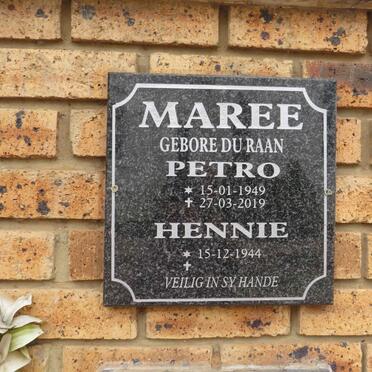 MAREE
GEBORE DU RAAN
PETRO
* 15-01-1949
✝ 27-03-2019
HENNIE
* 15-12-1944
✝
VEILIG IN SY HANDE